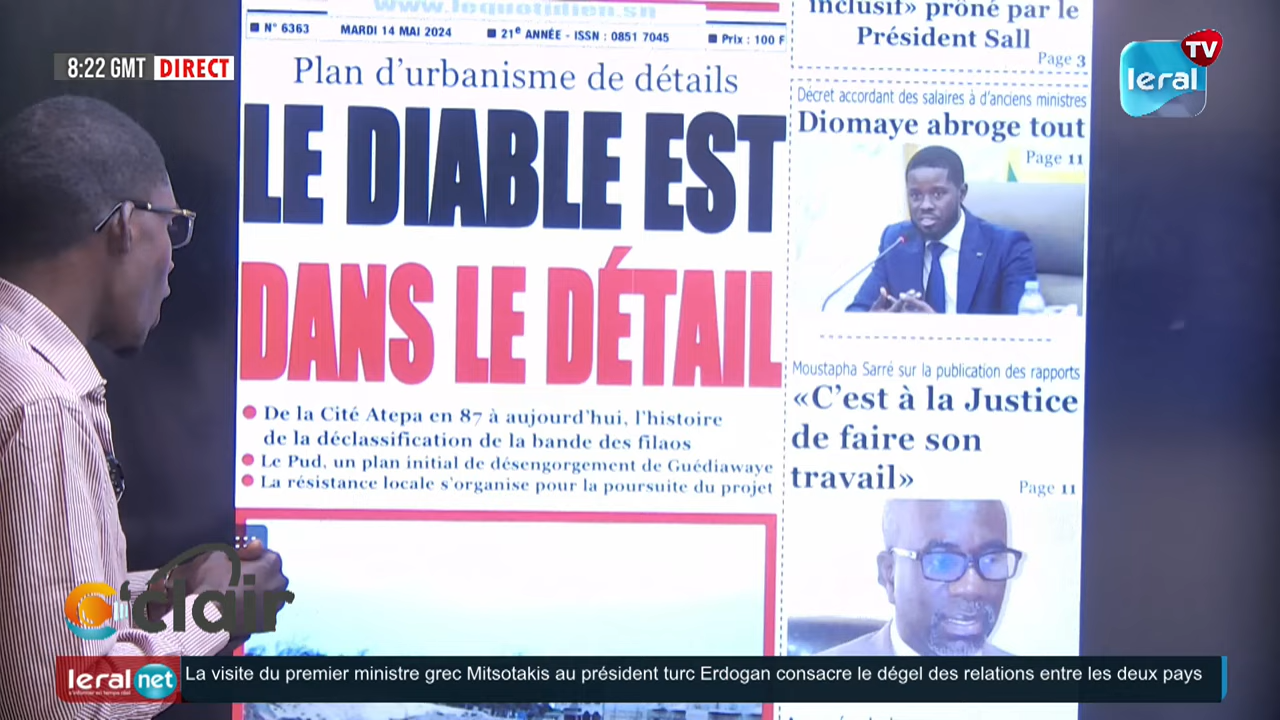 www.lequotidien.sn
N° 6363 MARDI 14 MAI 2024 21e ANNÉE - ISSN : 0851 7045 Prix : 100 F
8:22 GMT DIRECT
Plan d'urbanisme de détails
LE DIABLE EST
DANS LE DÉTAIL
De la Cité Atepa en 87 à aujourd'hui, l'histoire
de la déclassification de la bande des filaos
Le Pud, un plan initial de désengorgement de Guédiawaye
La résistance locale s'organise pour la poursuite du projet
inclusif» prôné par le
Président Sall
Page 3
Décret accordant des salaires à d'anciens ministres
Diomaye abroge tout
Page 11
Moustapha Sarré sur la publication des rapports
«C'est à la Justice
de faire son
travail»
Page 11
leral TV
C'clair
leral net
s'informer en temps réel
La visite du premier ministre grec Mitsotakis au président turc Erdogan consacre le dégel des relations entre les deux pays